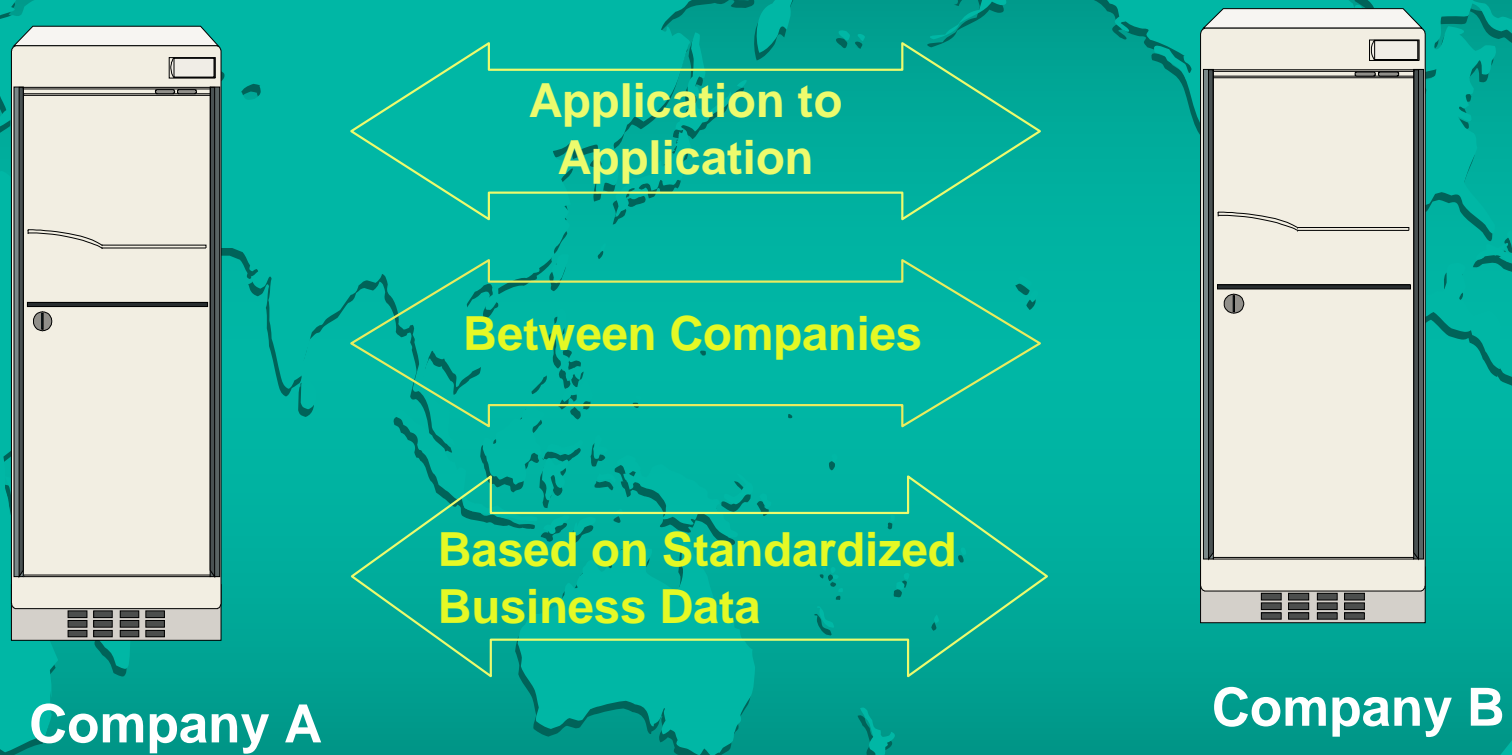 Application to
Application
Between Companies
Based on Standardized
Business Data
Company A
Company B